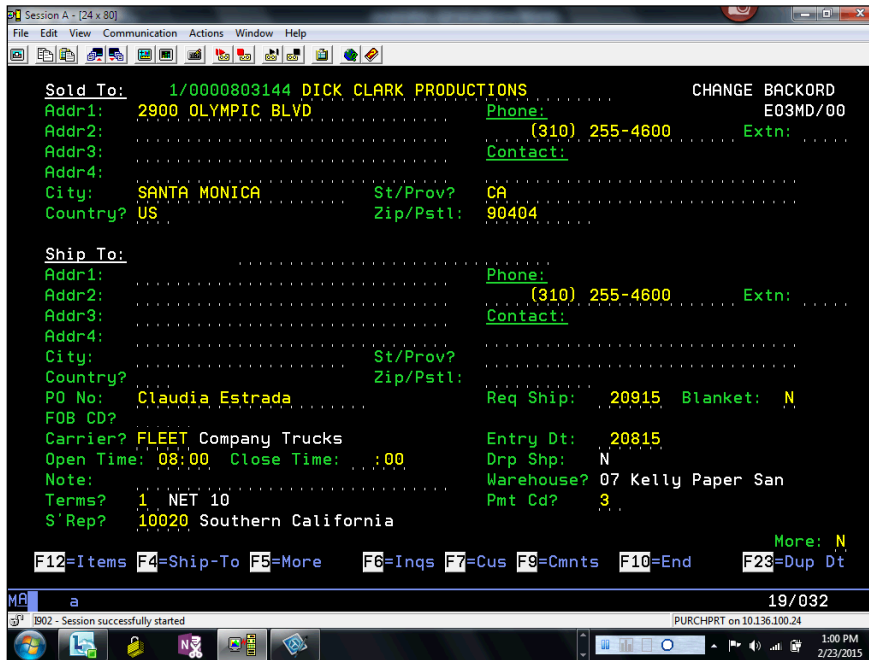 Session A - [24 x 80]
File Edit View Communication Actions Window Help
Sold To: 1/0000803144 DICK CLARK PRODUCTIONS CHANGE BACKORD
Addr1: 2900 OLYMPIC BLVD Phone: E03MD/00
Addr2: (310) 255-4600 Extn:
Addr3: Contact:
Addr4:
City: SANTA MONICA St/Prov? CA
Country? US Zip/Pstl: 90404
Ship To:
Addr1: Phone:
Addr2: (310) 255-4600 Extn:
Addr3: Contact:
Addr4:
City: St/Prov?
Country? Zip/Pstl:
PO No: Claudia Estrada Req Ship: 20915 Blanket: N
FOB CD?
Carrier? FLEET Company Trucks Entry Dt: 20815
Open Time: 08:00 Close Time: :00 Drp Shp: N
Note: Warehouse? 07 Kelly Paper San
Terms? 1 NET 10 Pmt Cd? 3
S'Rep? 10020 Southern California
More: N
F12=Items F4=Ship-To F5=More F6=Inqs F7=Cus F9=Cmnts F10=End F23=Dup Dt
MA a 19/032
I902 - Session successfully started PURCHPRT on 10.136.100.24
1:00 PM
2/23/2015